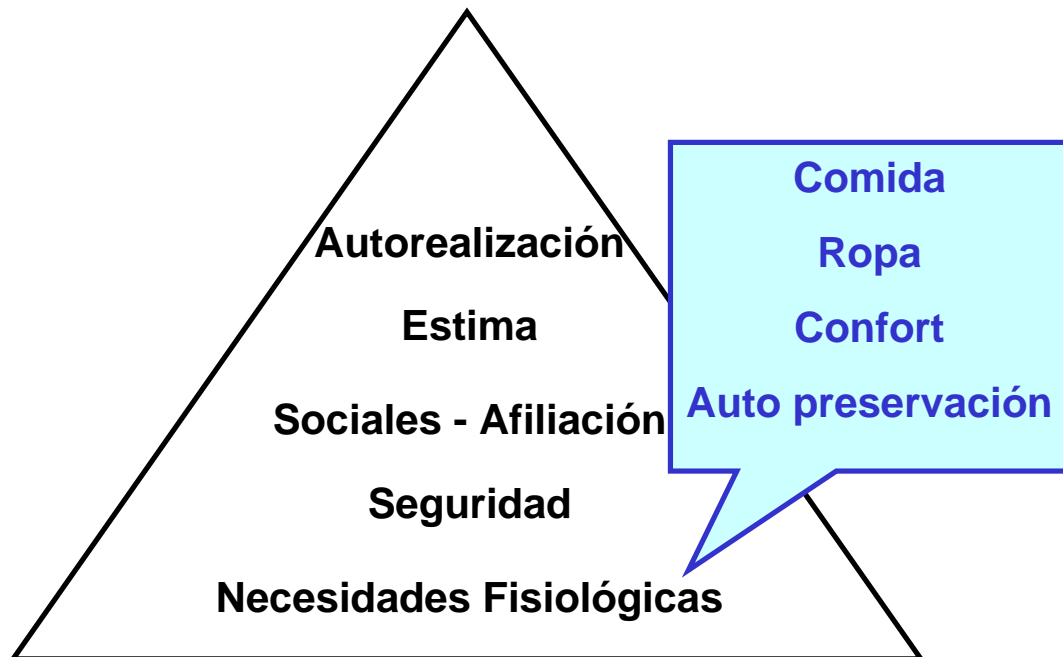 Autorealización
Estima
Sociales - Afiliación
Seguridad
Necesidades Fisiológicas
Comida
Ropa
Confort
Auto preservación